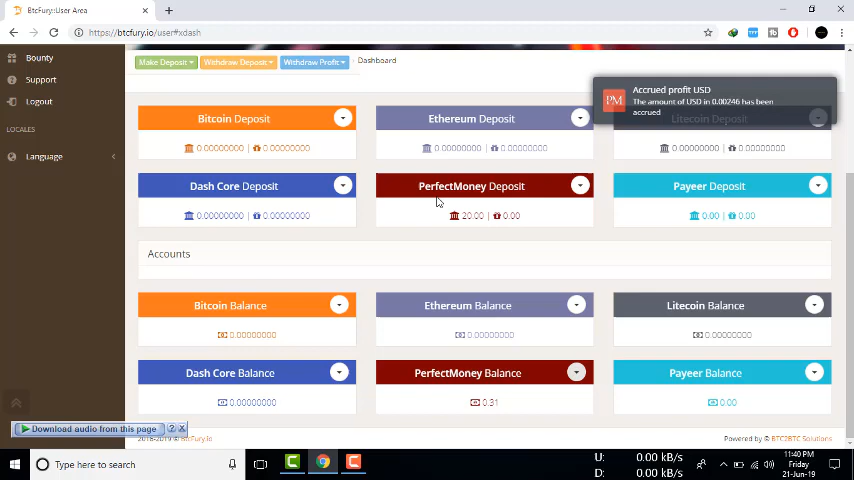 BtcFury::User Area
https://btcfury.io/user#xdash
Bounty
Support
Logout
LOCALES
Language
Make Deposit
Withdraw Deposit
Withdraw Profit
Dashboard
PM
Accrued profit USD
The amount of USD in 0.00246 has been
accrued
Bitcoin Deposit
Ethereum Deposit
Litecoin Deposit
0.00000000 | 0.00000000
0.00000000 | 0.00000000
0.00000000 | 0.00000000
Dash Core Deposit
PerfectMoney Deposit
Payeer Deposit
0.00000000 | 0.00000000
20.00 | 0.00
0.00 | 0.00
Accounts
Bitcoin Balance
Ethereum Balance
Litecoin Balance
0.00000000
0.00000000
0.00000000
Dash Core Balance
PerfectMoney Balance
Payeer Balance
0.00000000
0.31
0.00
Download audio from this page
? X
2018-2019 © BtcFury.io
Powered by © BTC2BTC Solutions
Type here to search
U: 0.00 kB/s
D: 0.00 kB/s
11:40 PM
Friday
21-Jun-19